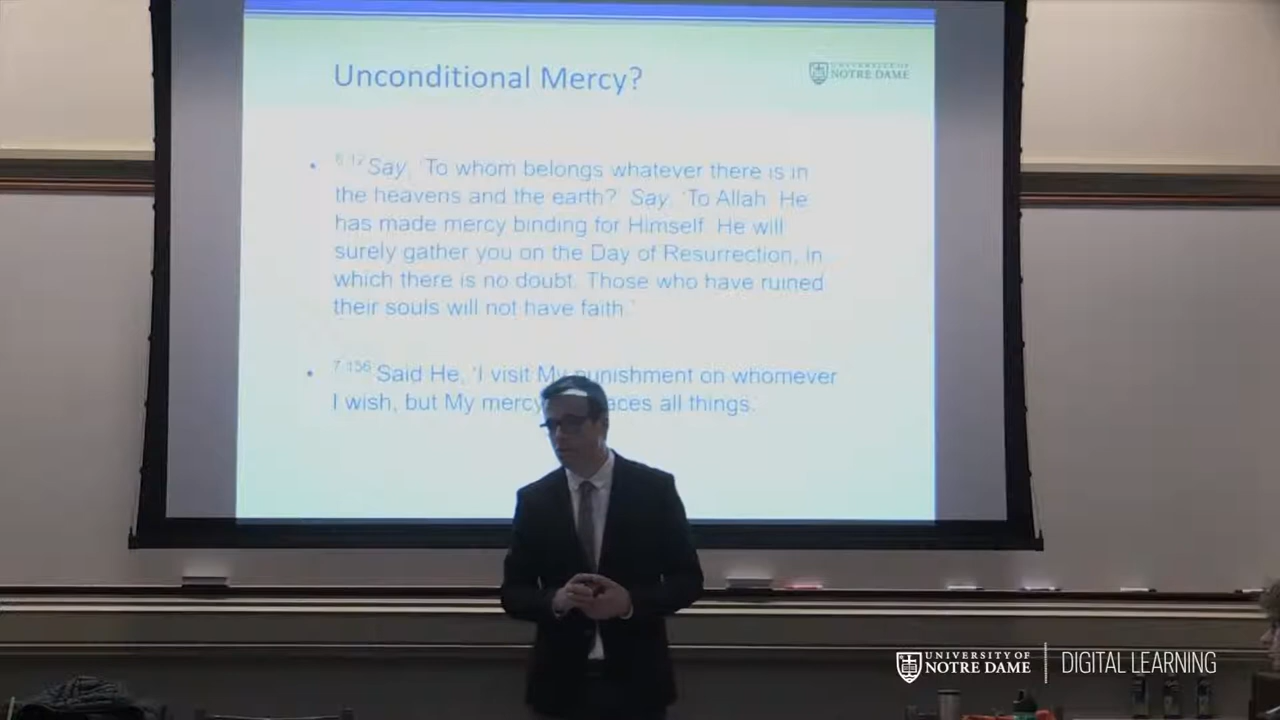 Unconditional Mercy?
UNIVERSITY OF
NOTRE DAME
• 6:12 Say, 'To whom belongs whatever there is in
the heavens and the earth?' Say, 'To Allah. He
has made mercy binding for Himself. He will
surely gather you on the Day of Resurrection, in
which there is no doubt. Those who have ruined
their souls will not have faith.'
• 7:156 Said He, 'I visit My punishment on whomever
I wish, but My mercy aces all things.
UNIVERSITY OF
NOTRE DAME
DIGITAL LEARNING